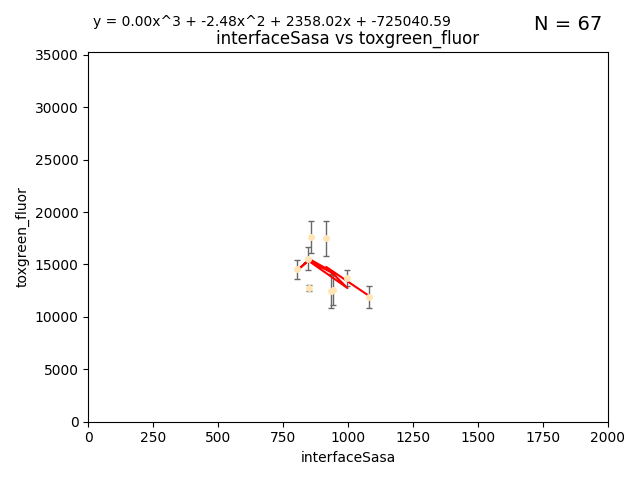 y = 0.00x^3 + -2.48x^2 + 2358.02x + -725040.59
N = 67
interfaceSasa vs toxgreen_fluor
35000
30000
25000
20000
15000
10000
5000
0
toxgreen_fluor
0 250 500 750 1000 1250 1500 1750 2000
interfaceSasa